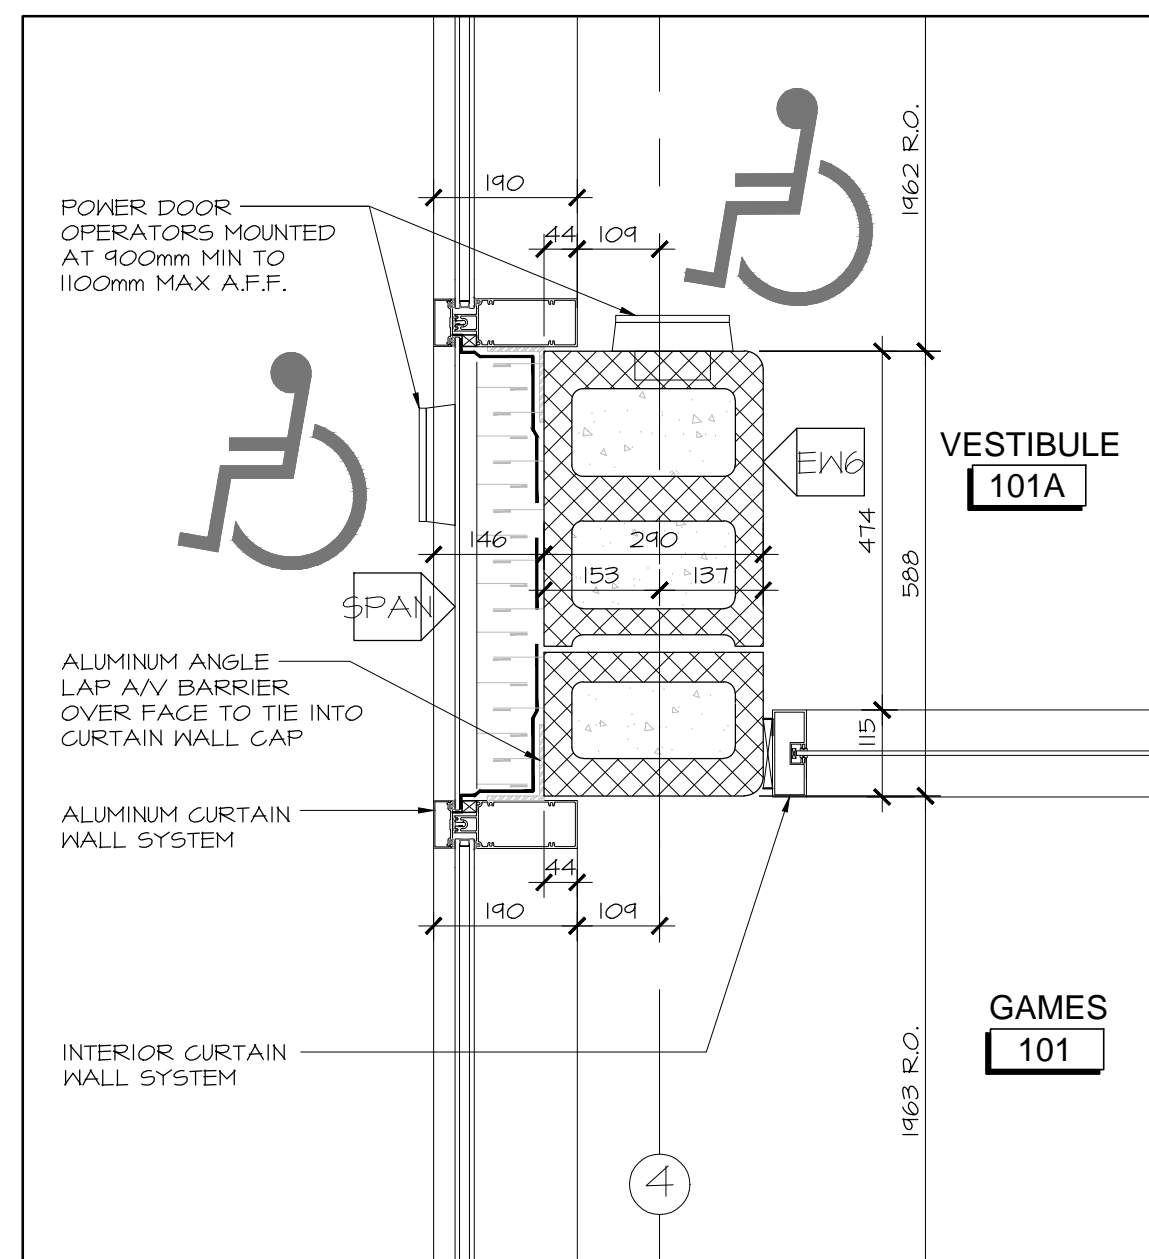 1962 R.O.
190
POWER DOOR
OPERATORS MOUNTED
AT 900mm MIN TO
1100mm MAX A.F.F.
44
109
VESTIBULE
101A
EW6
474
588
146
290
153
137
SPAN
ALUMINUM ANGLE
LAP A/V BARRIER
OVER FACE TO TIE INTO
CURTAIN WALL CAP
115
ALUMINUM CURTAIN
WALL SYSTEM
44
190
109
GAMES
101
INTERIOR CURTAIN
WALL SYSTEM
1963 R.O.
4